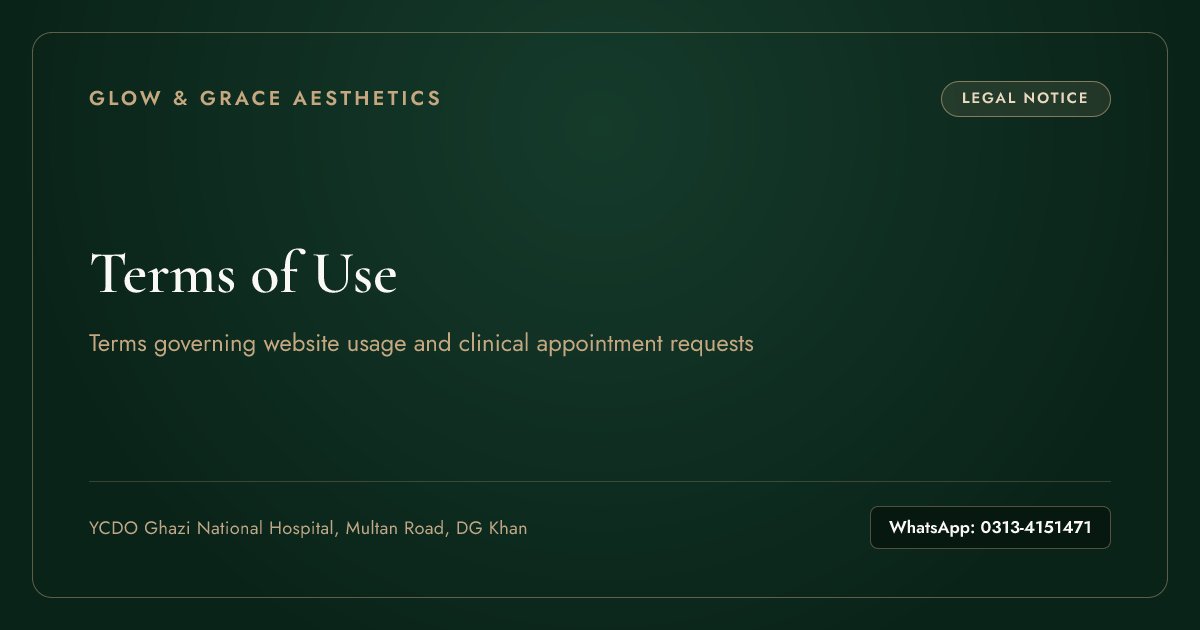 GLOW & GRACE AESTHETICS
LEGAL NOTICE
Terms of Use
Terms governing website usage and clinical appointment requests
YCDO Ghazi National Hospital, Multan Road, DG Khan
WhatsApp: 0313-4151471